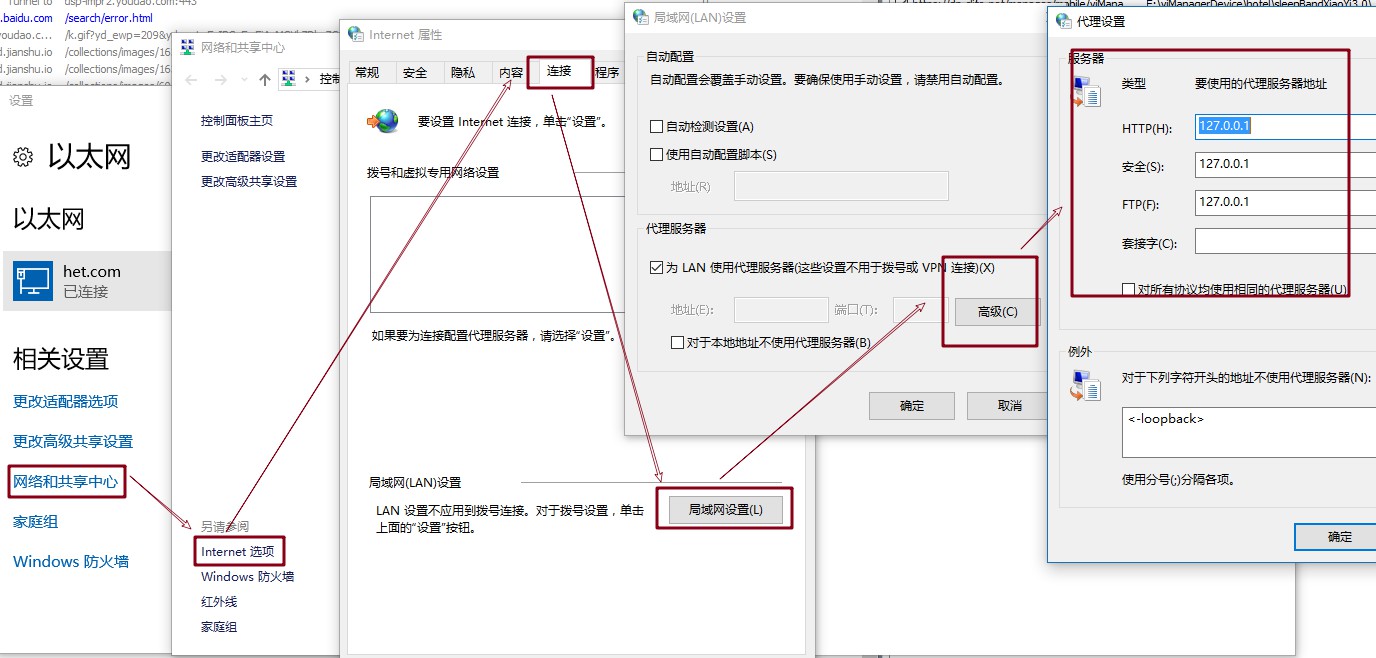 Tunnel to dsp-impr2.youdao.com:443
.baidu.com /search/error.html
youdao.c...
d.jianshu.io /collections/images/16
d.jianshu.io /collections/images/16
d.jianshu.io
设置
以太网
以太网
het.com
已连接
相关设置
更改适配器选项
更改高级共享设置
网络和共享中心
家庭组
Windows 防火墙
网络和共享中心
控制
控制面板主页
更改适配器设置
更改高级共享设置
另请参阅
Internet 选项
Windows 防火墙
红外线
家庭组
Internet 属性
常规 安全 隐私 内容 连接 程序
要设置 Internet 连接，单击“设置”。
拨号和虚拟专用网络设置
如果要为连接配置代理服务器，请选择“设置”。
局域网(LAN)设置
LAN 设置不应用到拨号连接。对于拨号设置，单击
上面的“设置”按钮。
局域网设置(L)
局域网(LAN)设置
自动配置
自动配置会覆盖手动设置。要确保使用手动设置，请禁用自动配置。
自动检测设置(A)
使用自动配置脚本(S)
地址(R)
代理服务器
为 LAN 使用代理服务器(这些设置不用于拨号或 VPN 连接)(X)
地址(E): 端口(T): 高级(C)
对于本地地址不使用代理服务器(B)
确定 取消
代理设置
服务器
类型 要使用的代理服务器地址
HTTP(H): 127.0.0.1
安全(S): 127.0.0.1
FTP(F): 127.0.0.1
套接字(C):
对所有协议均使用相同的代理服务器(U)
例外
对于下列字符开头的地址不使用代理服务器(N):
<-loopback>
使用分号(;)分隔各项。
确定